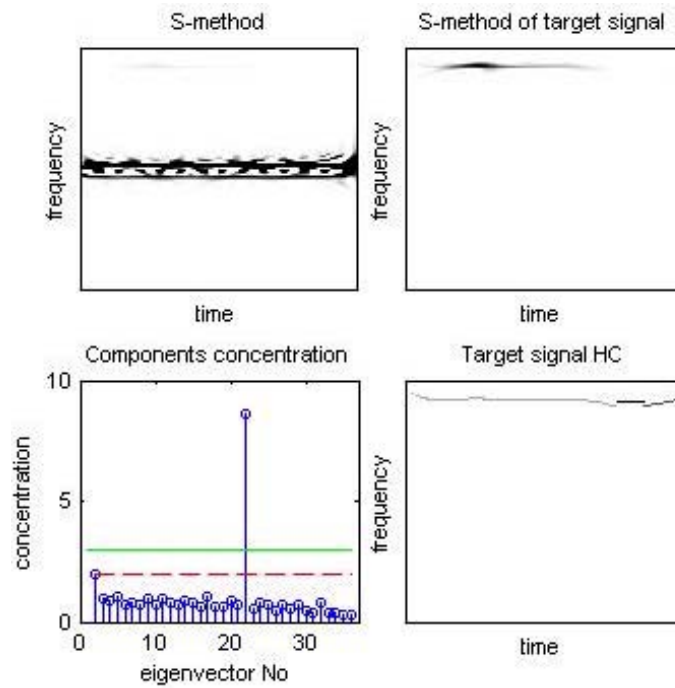 S-method
S-method of target signal
frequency
frequency
time
time
Components concentration
Target signal HC
10
5
0
concentration
frequency
0 10 20 30
eigenvector No
time